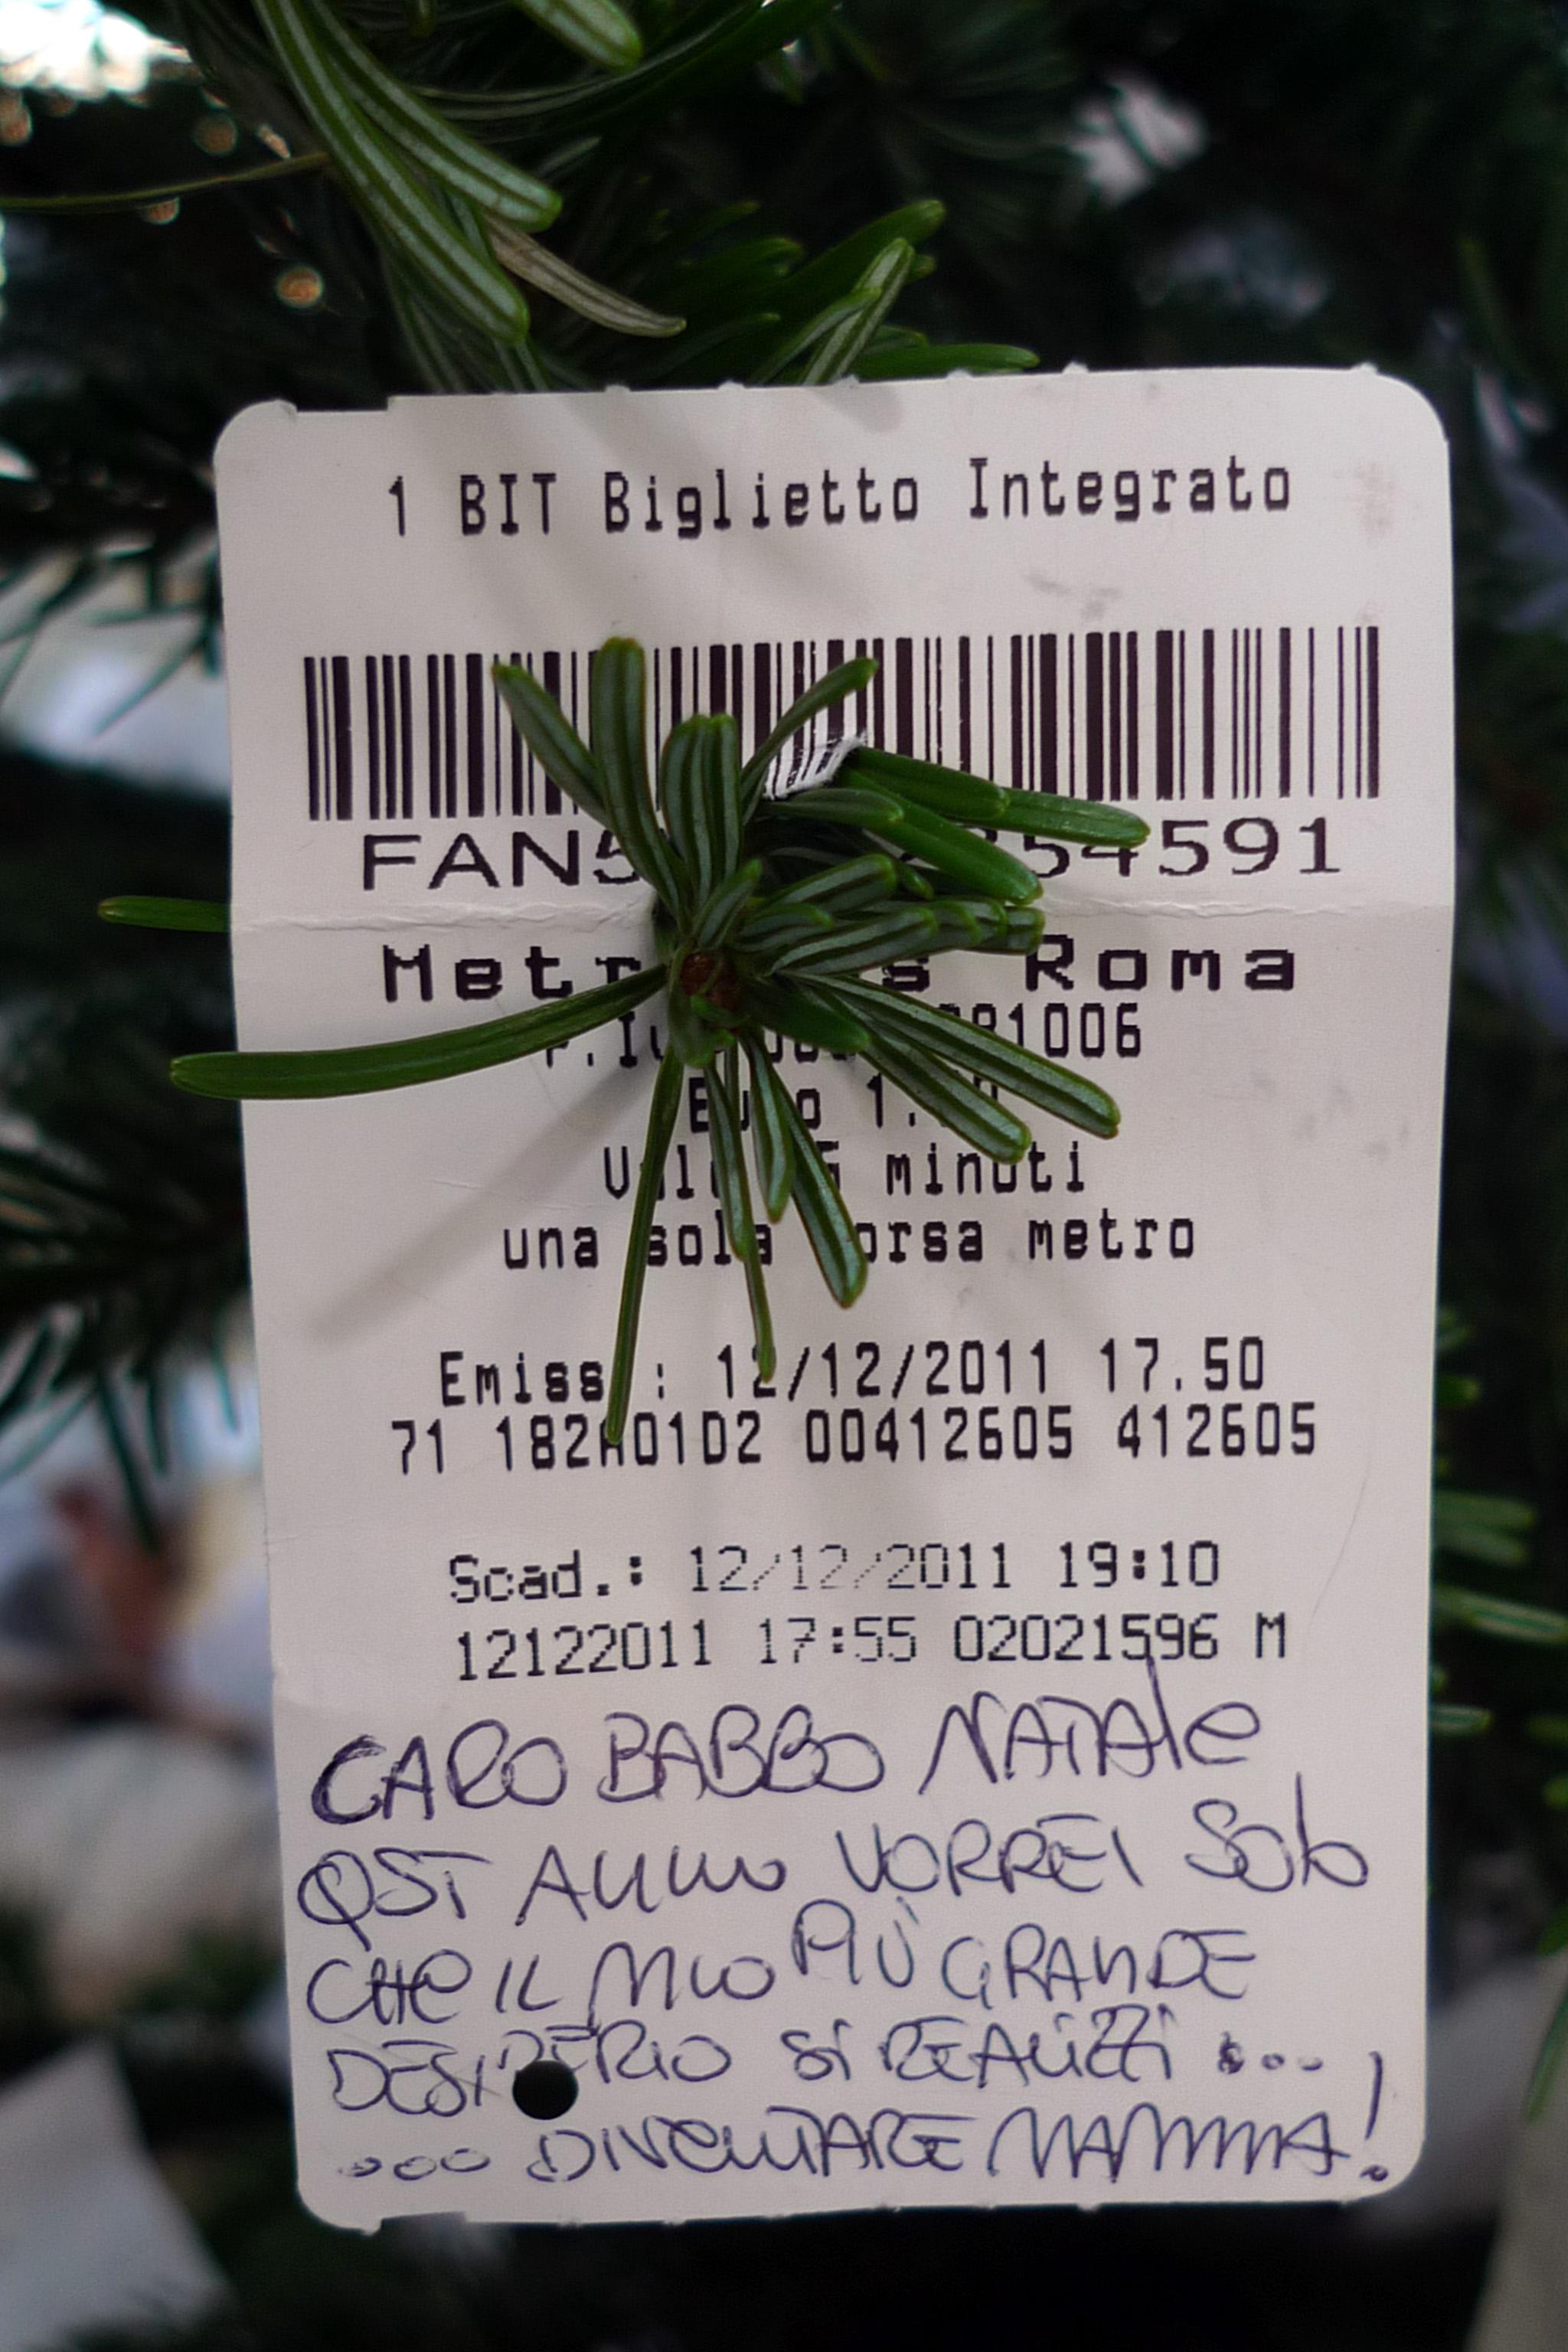 1 BIT Biglietto Integrato
FAN5 54591
Roma
81006
1.
minuti
una sola orsa metro
Emiss.: 12/12/2011 17.50
71 182A01D2 00412605 412605
Scad.: 12/12/2011 19:10
12122011 17:55 02021596 M
CARO BABBO NATALE
QST ANNO VORREI SOLO
CHE IL MIO PIÙ GRANDE
DESIDERIO SI REALIZZI ...
... DIVENTARE MAMMA!